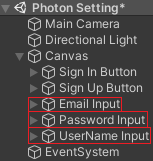 Photon Setting*
Main Camera
Directional Light
Canvas
Sign In Button
Sign Up Button
Email Input
Password Input
UserName Input
EventSystem